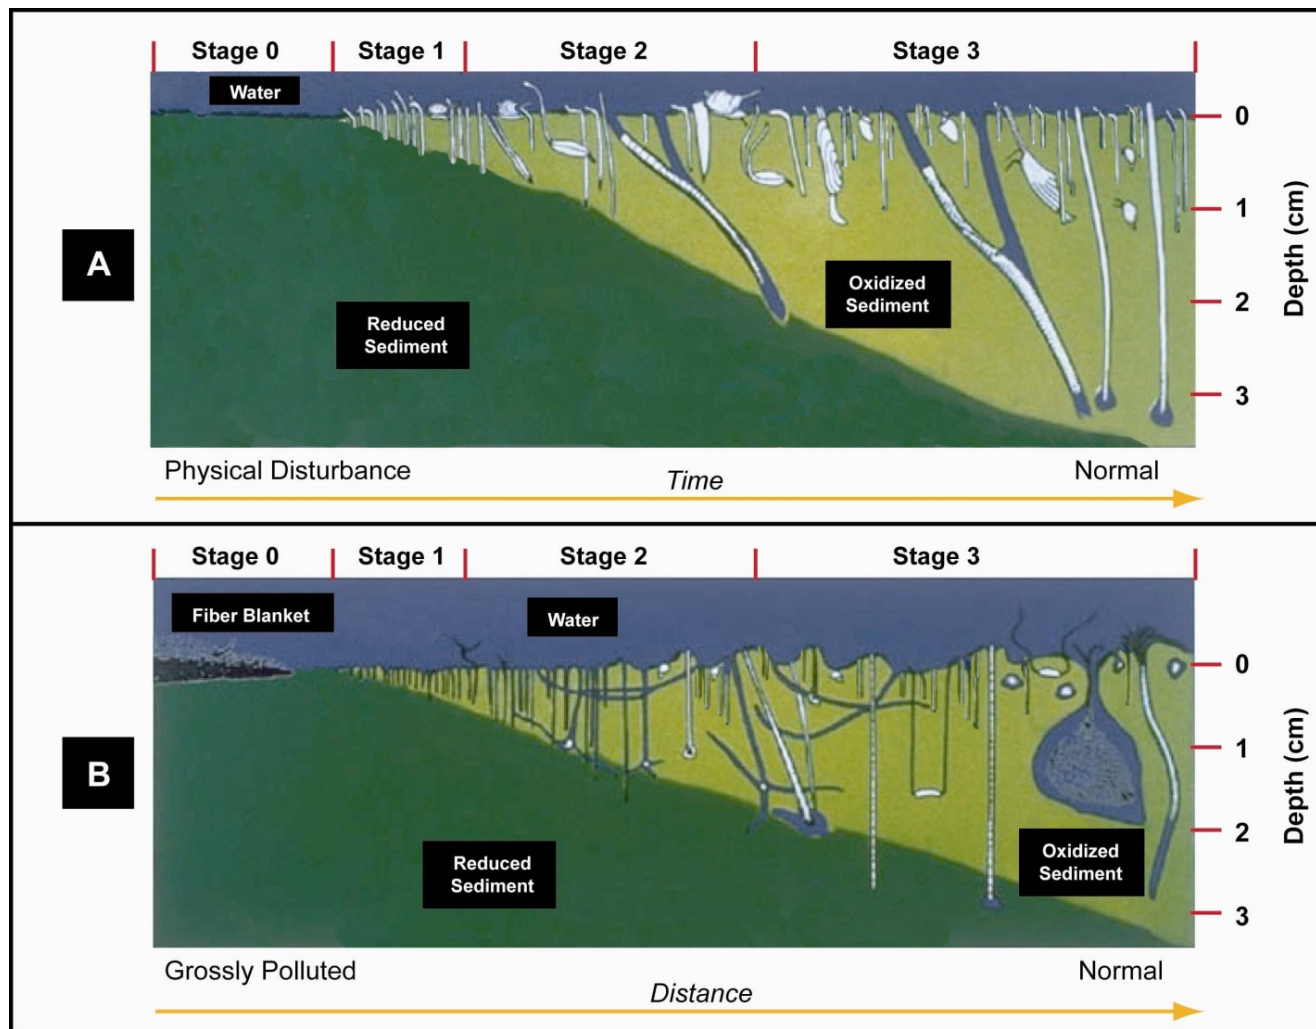 Stage 0 Stage 1 Stage 2 Stage 3
Water
0
1
A
Oxidized
Sediment
2
Depth (cm)
Reduced
Sediment
3
Physical Disturbance Time Normal
Stage 0 Stage 1 Stage 2 Stage 3
Fiber Blanket
Water
0
1
B
2
Depth (cm)
Reduced
Sediment
Oxidized
Sediment
3
Grossly Polluted Distance Normal